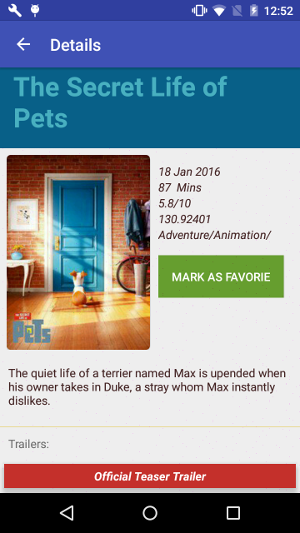 12:52
Details
The Secret Life of
Pets
18 Jan 2016
87 Mins
5.8/10
130.92401
Adventure/Animation/
MARK AS FAVORIE
PETS
The quiet life of a terrier named Max is upended when
his owner takes in Duke, a stray whom Max instantly
dislikes.
Trailers:
Official Teaser Trailer